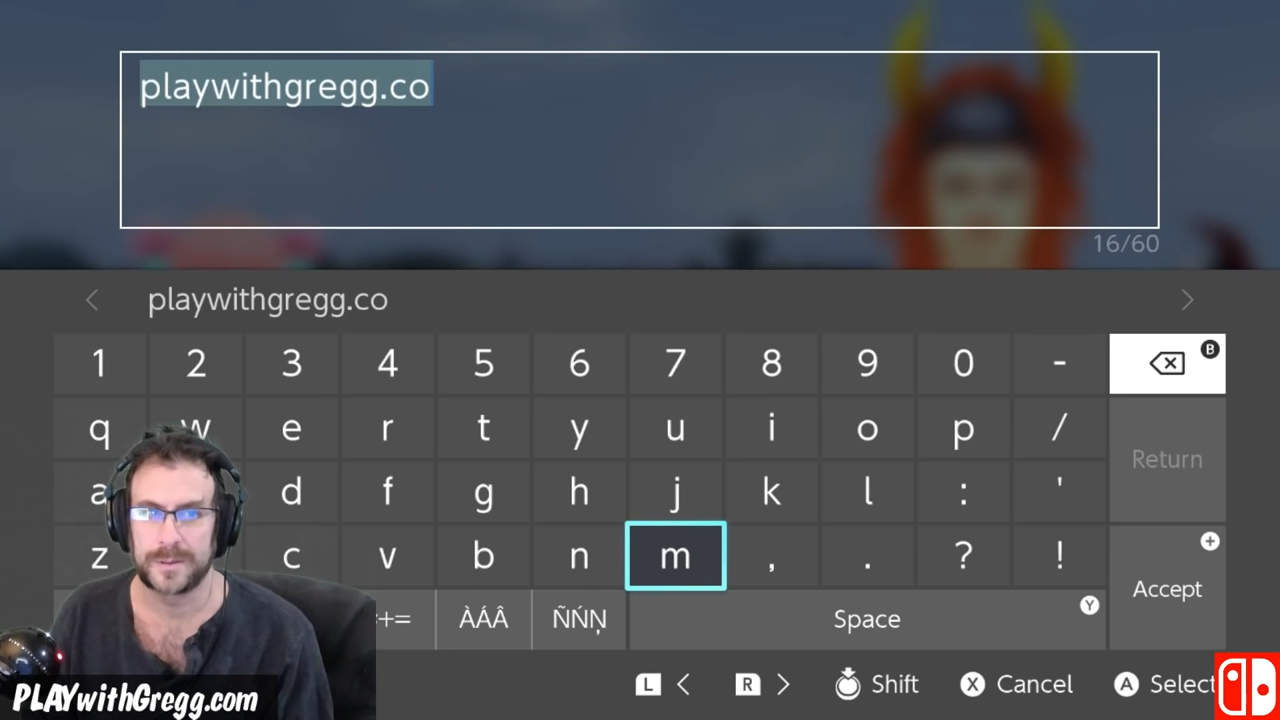 playwithgregg.co
16/60
playwithgregg.co
1 2 3 4 5 6 7 8 9 0 - B
q w e r t y u i o p / Return
a d f g h j k l : '
z c v b n m , . ? ! + Accept
+= ÀÁÂ ÑŃŅ Space Y
L R Shift X Cancel A Select
PLAYwithGregg.com